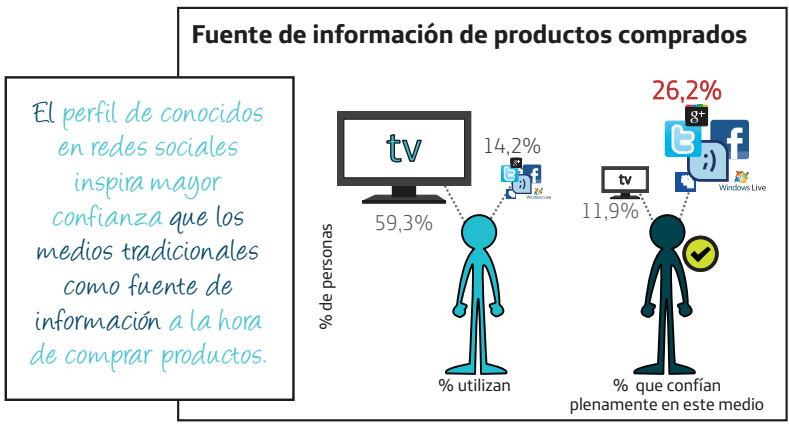 Fuente de información de productos comprados
El perfil de conocidos
en redes sociales
inspira mayor
confianza que los
medios tradicionales
como fuente de
información a la hora
de comprar productos.
% de personas
tv
59,3%
14,2%
g+
t
f
;)
Windows Live
% utilizan
tv
11,9%
26,2%
g+
t
f
;)
Windows Live
% que confían
plenamente en este medio